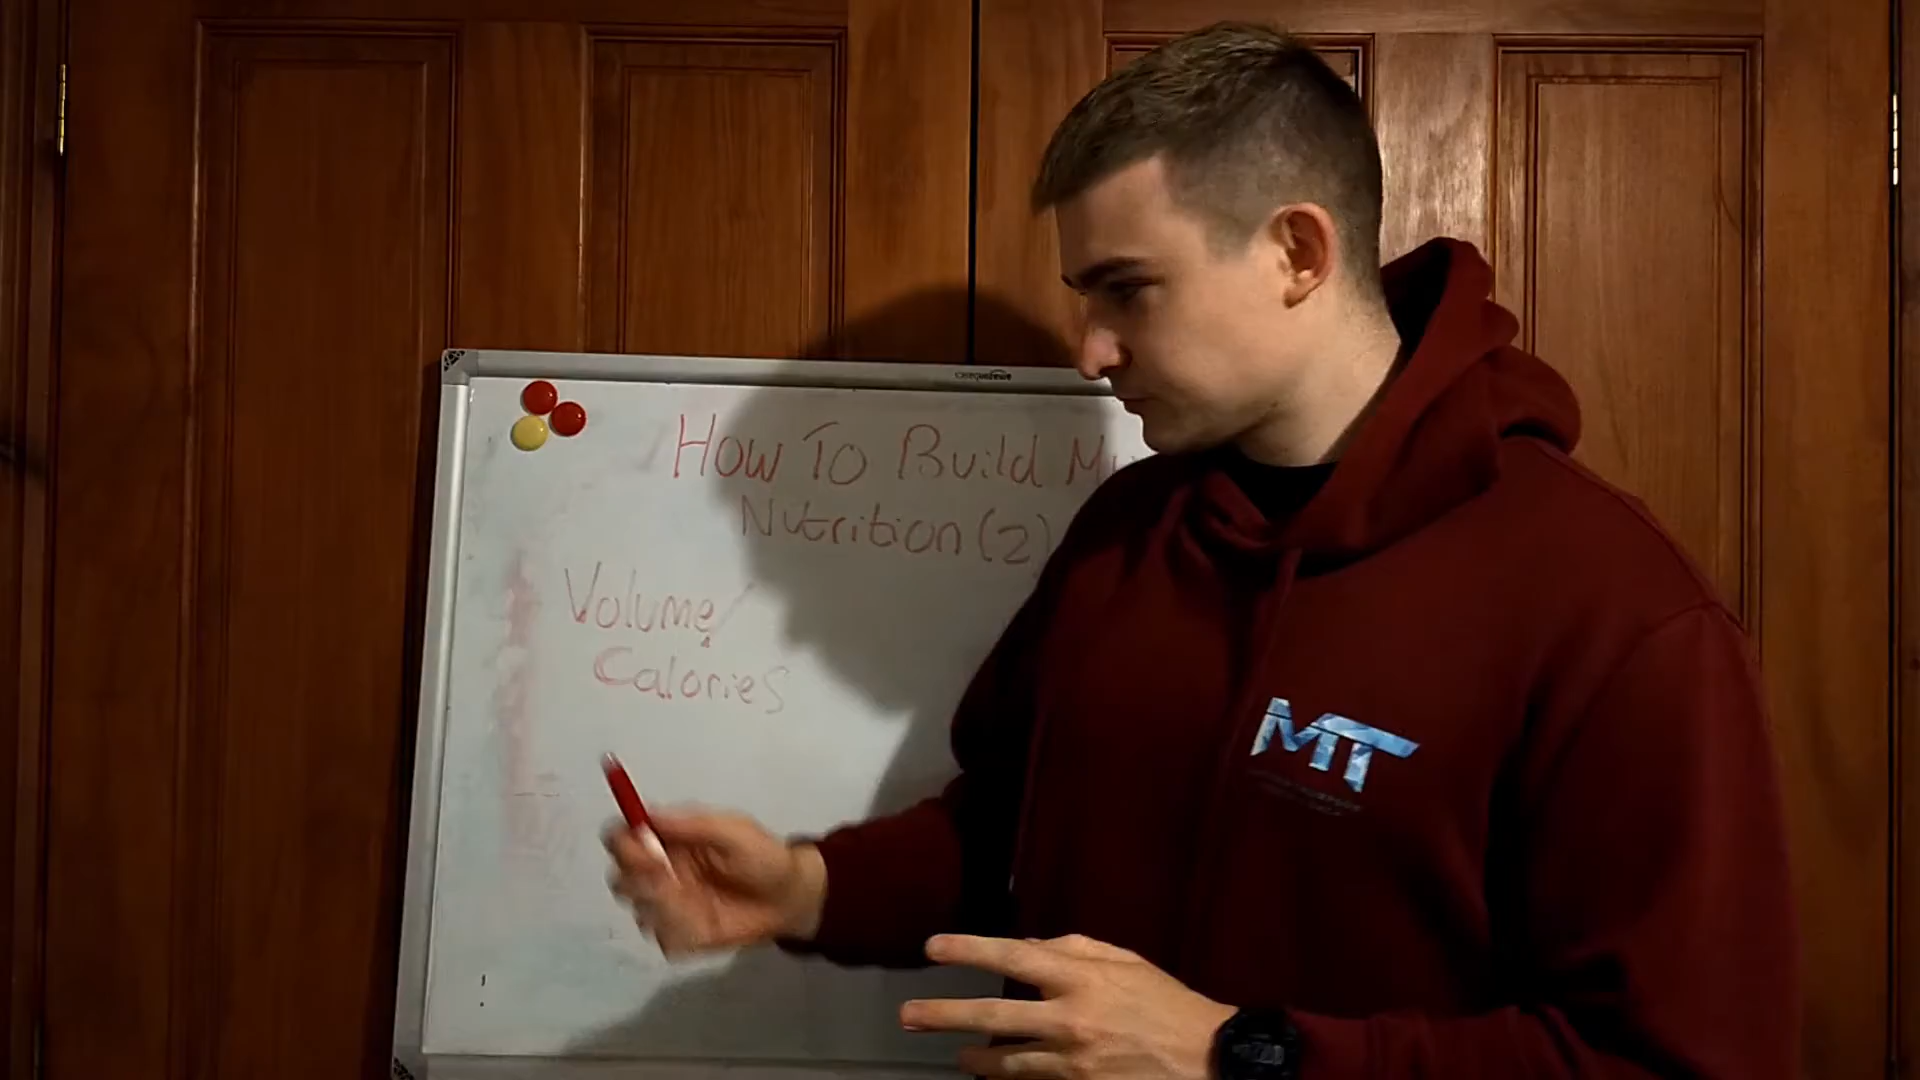 How To Build
Nutrition (2)
Volume/
Calories
MT